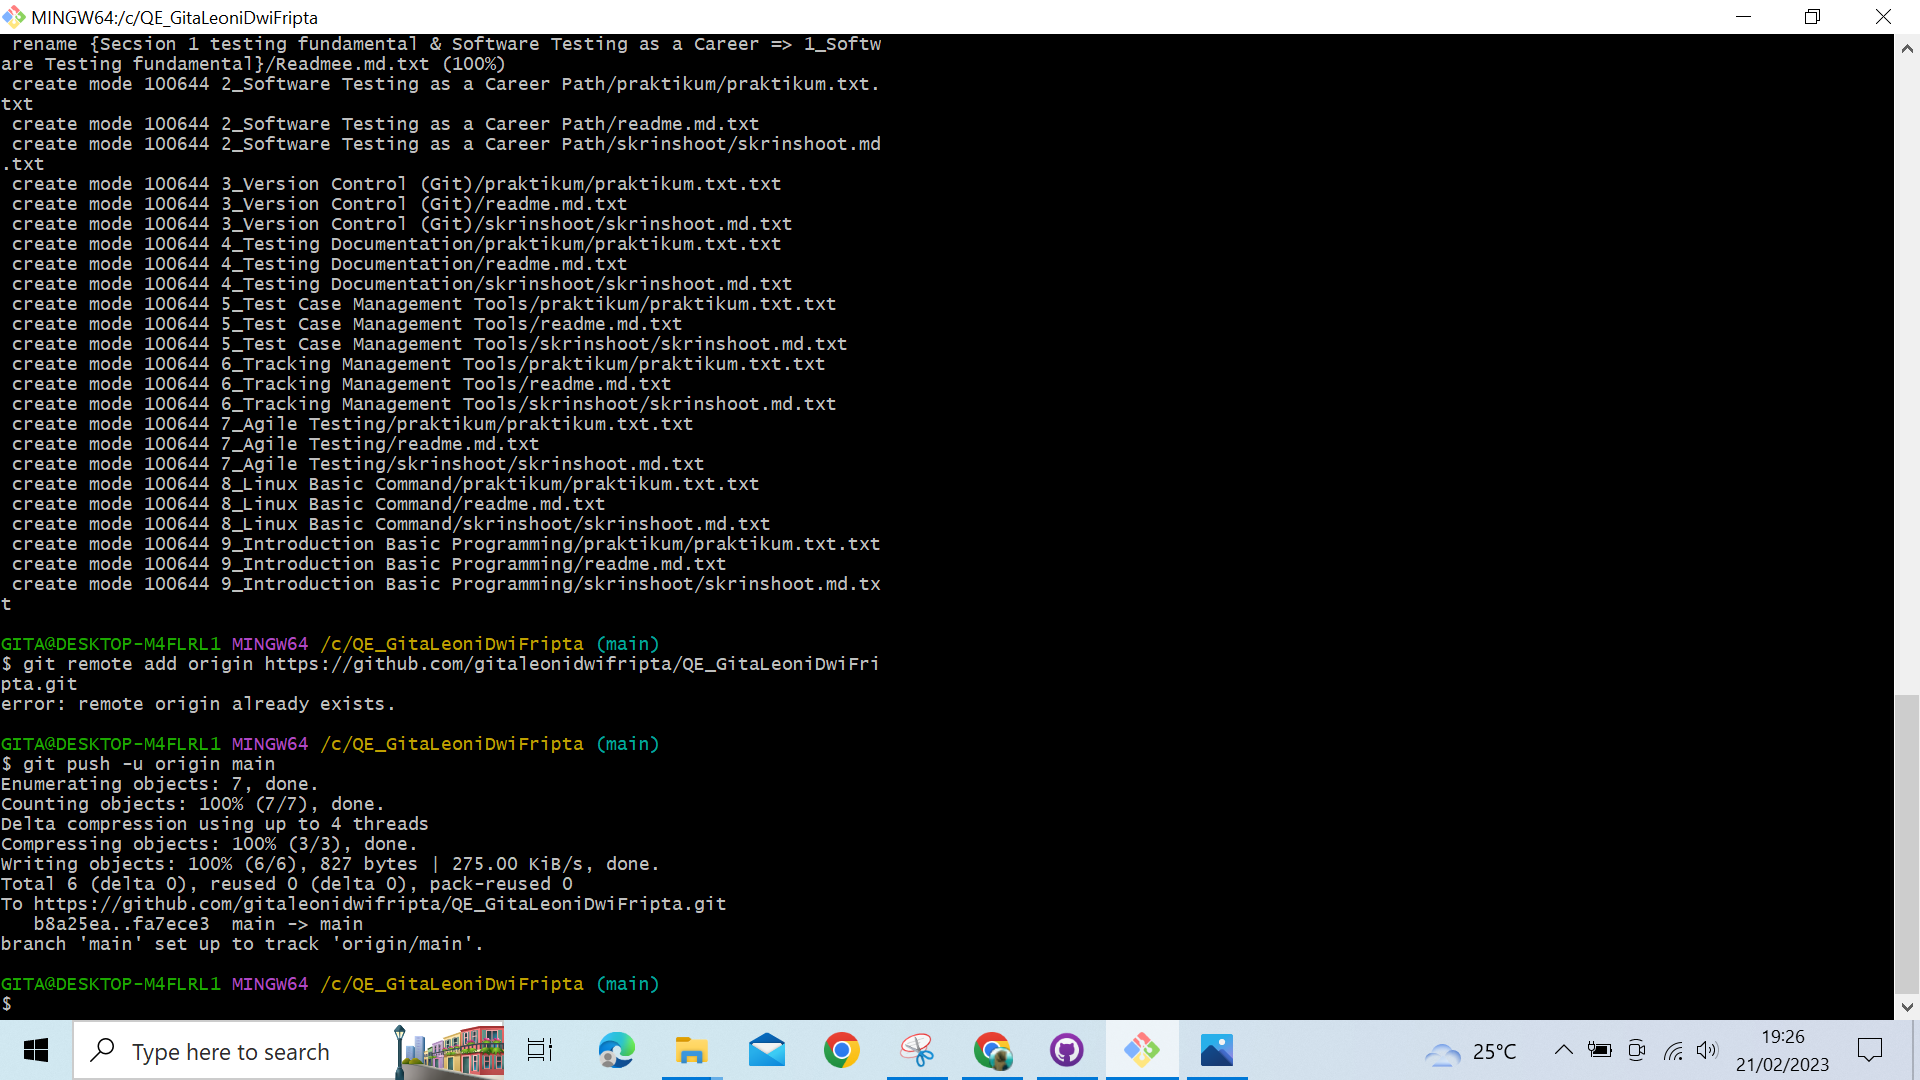 MINGW64:/c/QE_GitaLeoniDwiFripta
rename {Secsion 1 testing fundamental & Software Testing as a Career => 1_Softw
are Testing fundamental}/Readmee.md.txt (100%)
create mode 100644 2_Software Testing as a Career Path/praktikum/praktikum.txt.
txt
create mode 100644 2_Software Testing as a Career Path/readme.md.txt
create mode 100644 2_Software Testing as a Career Path/skrinshoot/skrinshoot.md
.txt
create mode 100644 3_Version Control (Git)/praktikum/praktikum.txt.txt
create mode 100644 3_Version Control (Git)/readme.md.txt
create mode 100644 3_Version Control (Git)/skrinshoot/skrinshoot.md.txt
create mode 100644 4_Testing Documentation/praktikum/praktikum.txt.txt
create mode 100644 4_Testing Documentation/readme.md.txt
create mode 100644 4_Testing Documentation/skrinshoot/skrinshoot.md.txt
create mode 100644 5_Test Case Management Tools/praktikum/praktikum.txt.txt
create mode 100644 5_Test Case Management Tools/readme.md.txt
create mode 100644 5_Test Case Management Tools/skrinshoot/skrinshoot.md.txt
create mode 100644 6_Tracking Management Tools/praktikum/praktikum.txt.txt
create mode 100644 6_Tracking Management Tools/readme.md.txt
create mode 100644 6_Tracking Management Tools/skrinshoot/skrinshoot.md.txt
create mode 100644 7_Agile Testing/praktikum/praktikum.txt.txt
create mode 100644 7_Agile Testing/readme.md.txt
create mode 100644 7_Agile Testing/skrinshoot/skrinshoot.md.txt
create mode 100644 8_Linux Basic Command/praktikum/praktikum.txt.txt
create mode 100644 8_Linux Basic Command/readme.md.txt
create mode 100644 8_Linux Basic Command/skrinshoot/skrinshoot.md.txt
create mode 100644 9_Introduction Basic Programming/praktikum/praktikum.txt.txt
create mode 100644 9_Introduction Basic Programming/readme.md.txt
create mode 100644 9_Introduction Basic Programming/skrinshoot/skrinshoot.md.tx
t
GITA@DESKTOP-M4FLRL1 MINGW64 /c/QE_GitaLeoniDwiFripta (main)
$ git remote add origin https://github.com/gitaleonidwifripta/QE_GitaLeoniDwiFri
pta.git
error: remote origin already exists.
GITA@DESKTOP-M4FLRL1 MINGW64 /c/QE_GitaLeoniDwiFripta (main)
$ git push -u origin main
Enumerating objects: 7, done.
Counting objects: 100% (7/7), done.
Delta compression using up to 4 threads
Compressing objects: 100% (3/3), done.
Writing objects: 100% (6/6), 827 bytes | 275.00 KiB/s, done.
Total 6 (delta 0), reused 0 (delta 0), pack-reused 0
To https://github.com/gitaleonidwifripta/QE_GitaLeoniDwiFripta.git
b8a25ea..fa7ece3  main -> main
branch 'main' set up to track 'origin/main'.
GITA@DESKTOP-M4FLRL1 MINGW64 /c/QE_GitaLeoniDwiFripta (main)
$
Type here to search
25°C
19:26
21/02/2023